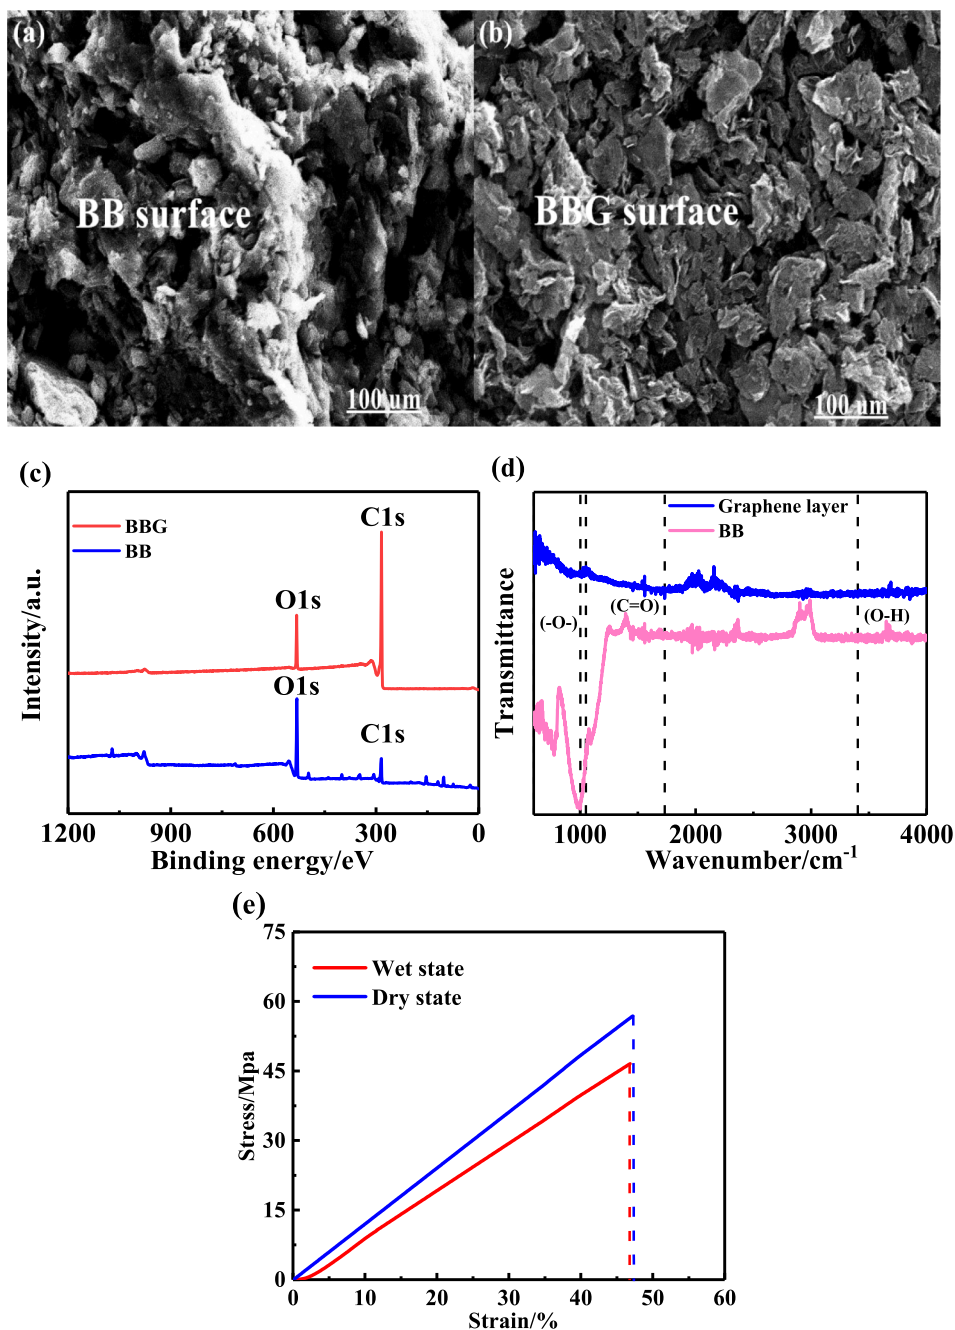 (a)
BB surface
100 μm
(b)
BBG surface
100 μm
(c)
BBG
BB
C1s
O1s
O1s
C1s
Intensity/a.u.
1200
900
600
300
0
Binding energy/eV
(d)
Graphene layer
BB
(-O-)
(C=O)
(O-H)
Transmittance
1000
2000
3000
4000
Wavenumber/cm⁻¹
(e)
Wet state
Dry state
Stress/Mpa
75
60
45
30
15
0
0
10
20
30
40
50
60
Strain/%